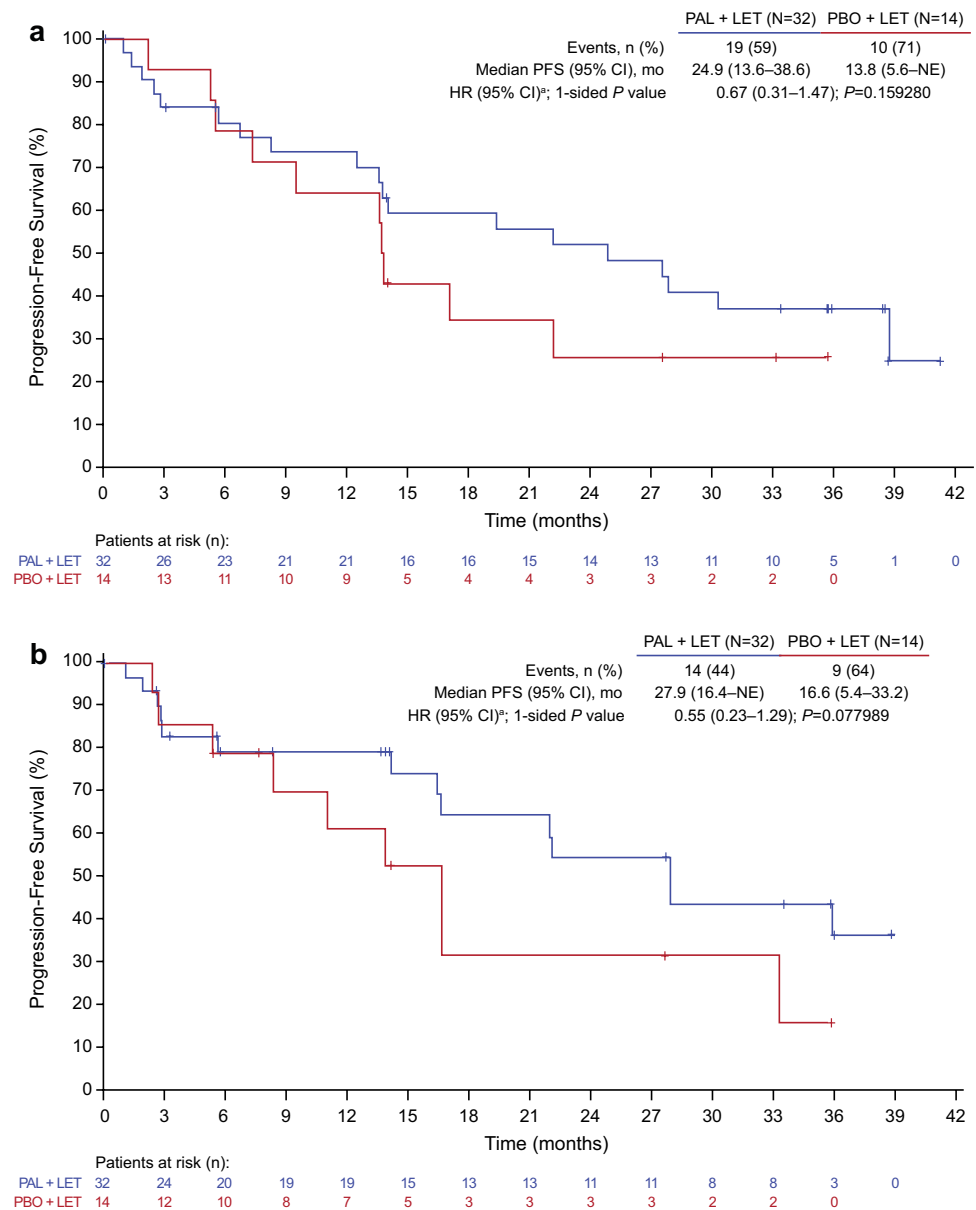 a
PAL + LET (N=32) PBO + LET (N=14)
Events, n (%) 19 (59) 10 (71)
Median PFS (95% CI), mo 24.9 (13.6–38.6) 13.8 (5.6–NE)
HR (95% CI)ᵃ; 1-sided P value 0.67 (0.31–1.47); P=0.159280
Progression-Free Survival (%)
100
90
80
70
60
50
40
30
20
10
0
0 3 6 9 12 15 18 21 24 27 30 33 36 39 42
Time (months)
Patients at risk (n):
PAL + LET 32 26 23 21 21 16 16 15 14 13 11 10 5 1 0
PBO + LET 14 13 11 10 9 5 4 4 3 3 2 2 0
b
PAL + LET (N=32) PBO + LET (N=14)
Events, n (%) 14 (44) 9 (64)
Median PFS (95% CI), mo 27.9 (16.4–NE) 16.6 (5.4–33.2)
HR (95% CI)ᵃ; 1-sided P value 0.55 (0.23–1.29); P=0.077989
Progression-Free Survival (%)
100
90
80
70
60
50
40
30
20
10
0
0 3 6 9 12 15 18 21 24 27 30 33 36 39 42
Time (months)
Patients at risk (n):
PAL + LET 32 24 20 19 19 15 13 13 11 11 8 8 3 0
PBO + LET 14 12 10 8 7 5 3 3 3 3 2 2 0